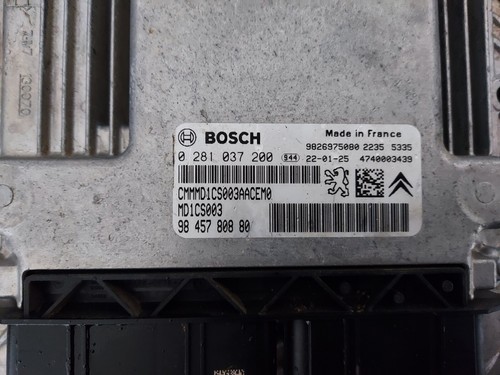 BOSCH
Made in France
9826975080 2235 5335
0 281 037 200 944 22-01-25 4740003439
CMMMD1CS003AACEM0
MD1CS003
98 457 808 80